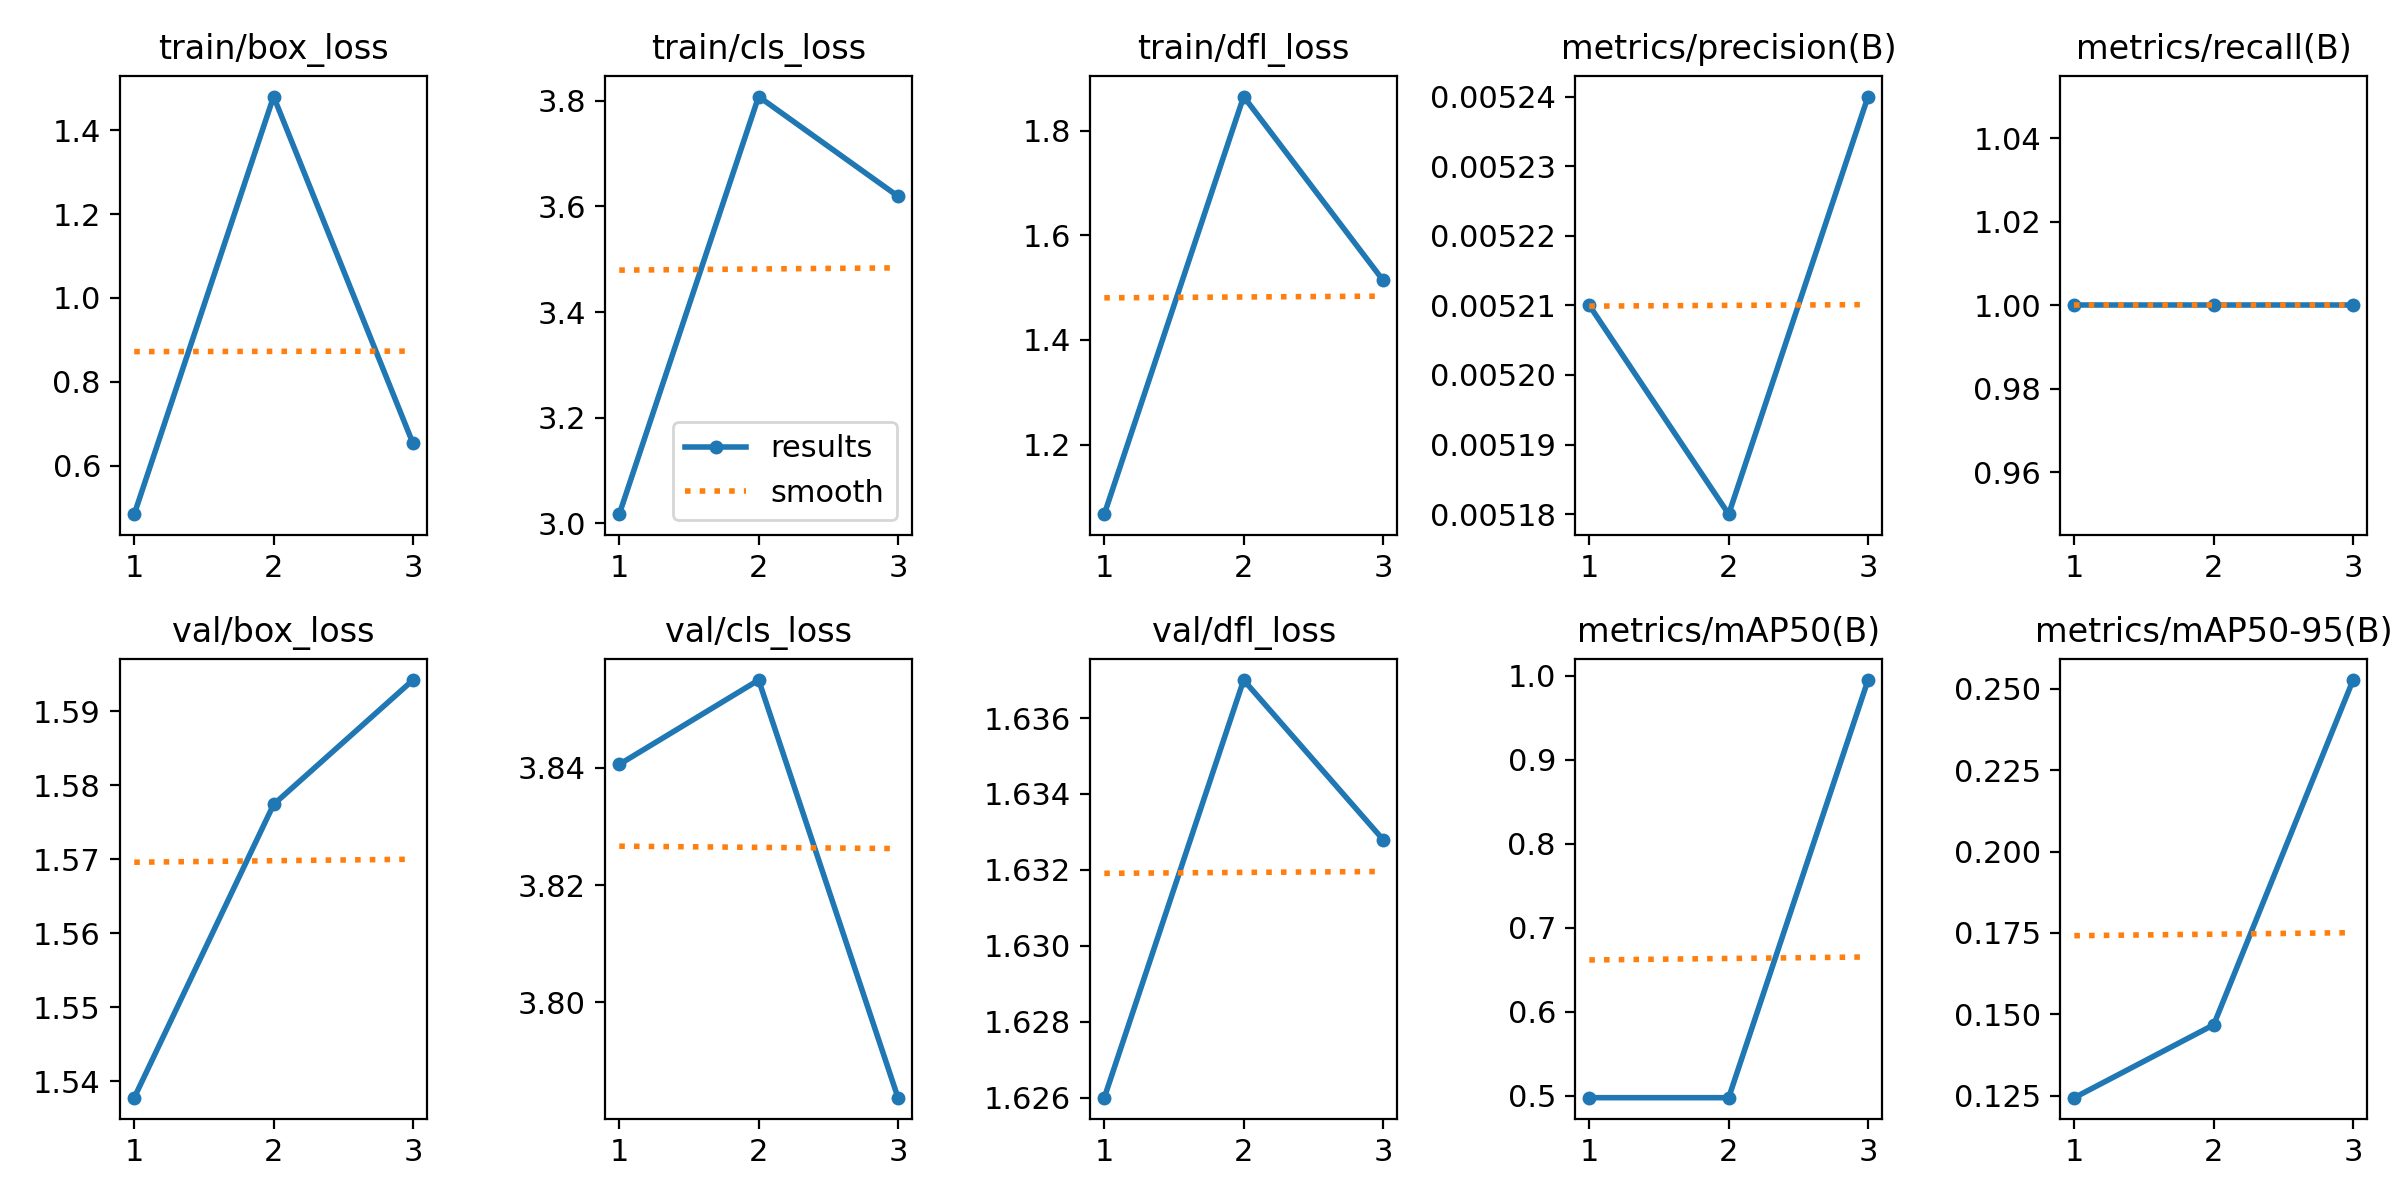 train/box_loss
1.4
1.2
1.0
0.8
0.6
1 2 3
train/cls_loss
3.8
3.6
3.4
3.2
3.0
results
smooth
1 2 3
train/dfl_loss
1.8
1.6
1.4
1.2
1 2 3
metrics/precision(B)
0.00524
0.00523
0.00522
0.00521
0.00520
0.00519
0.00518
1 2 3
metrics/recall(B)
1.04
1.02
1.00
0.98
0.96
1 2 3
val/box_loss
1.59
1.58
1.57
1.56
1.55
1.54
1 2 3
val/cls_loss
3.84
3.82
3.80
1 2 3
val/dfl_loss
1.636
1.634
1.632
1.630
1.628
1.626
1 2 3
metrics/mAP50(B)
1.0
0.9
0.8
0.7
0.6
0.5
1 2 3
metrics/mAP50-95(B)
0.250
0.225
0.200
0.175
0.150
0.125
1 2 3